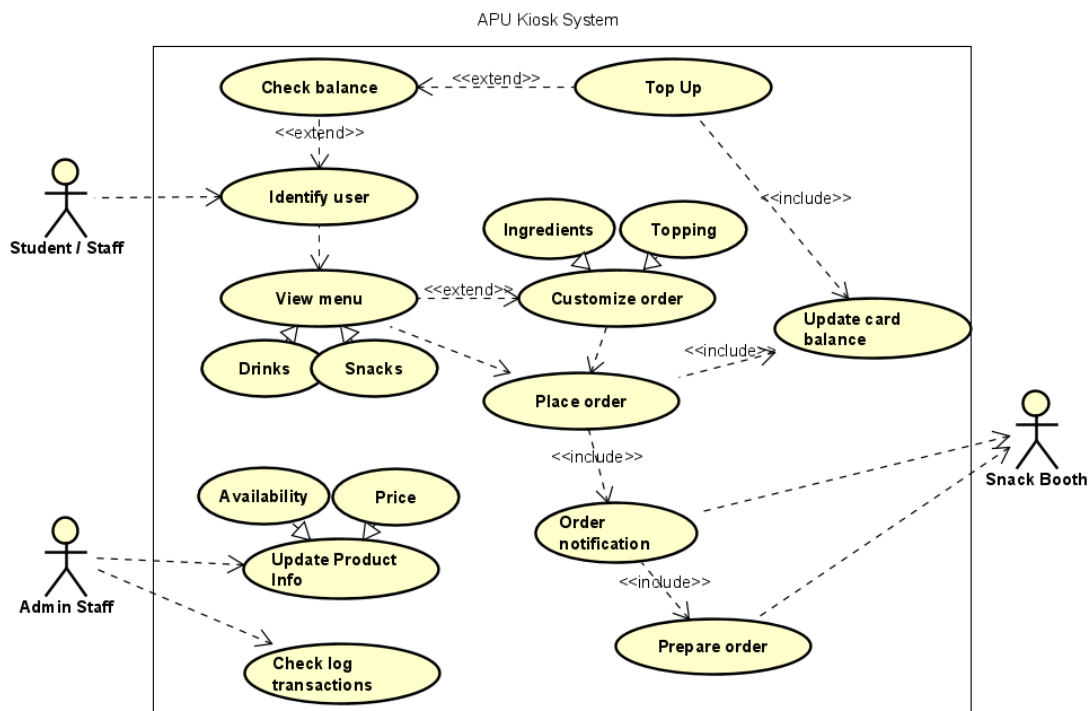 APU Kiosk System
Check balance
<<extend>>
Top Up
<<extend>>
Identify user
Student / Staff
<<include>>
Ingredients
Topping
View menu
<<extend>>
Customize order
Update card
balance
Drinks
Snacks
<<include>>
Place order
<<include>>
Snack Booth
Availability
Price
Order
notification
Update Product
Info
Admin Staff
<<include>>
Prepare order
Check log
transactions